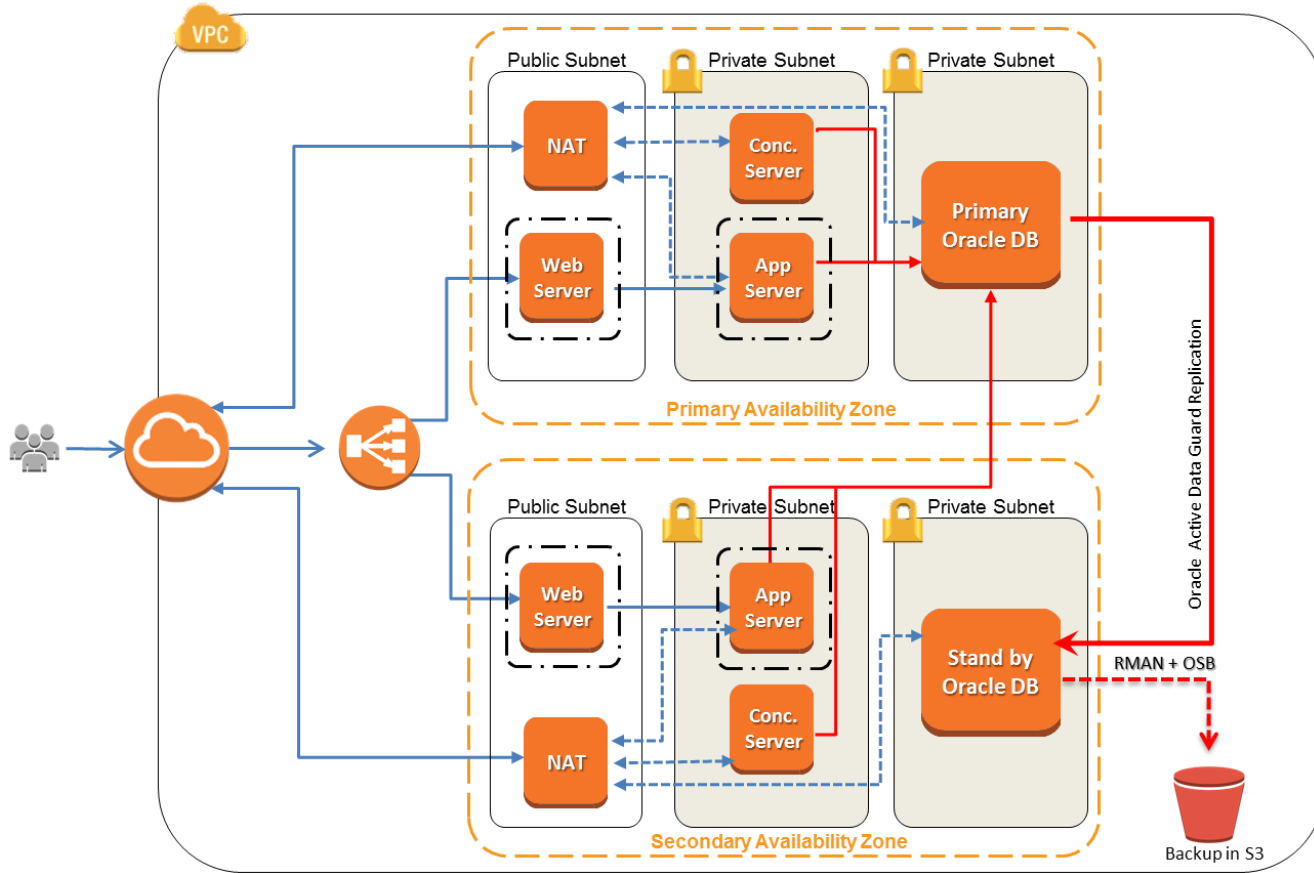 VPC
Public Subnet
Private Subnet
Private Subnet
NAT
Conc.
Server
Primary
Oracle DB
Web
Server
App
Server
Primary Availability Zone
Oracle Active Data Guard Replication
Public Subnet
Private Subnet
Private Subnet
Web
Server
App
Server
Stand by
Oracle DB
RMAN + OSB
Conc.
Server
NAT
Secondary Availability Zone
Backup in S3